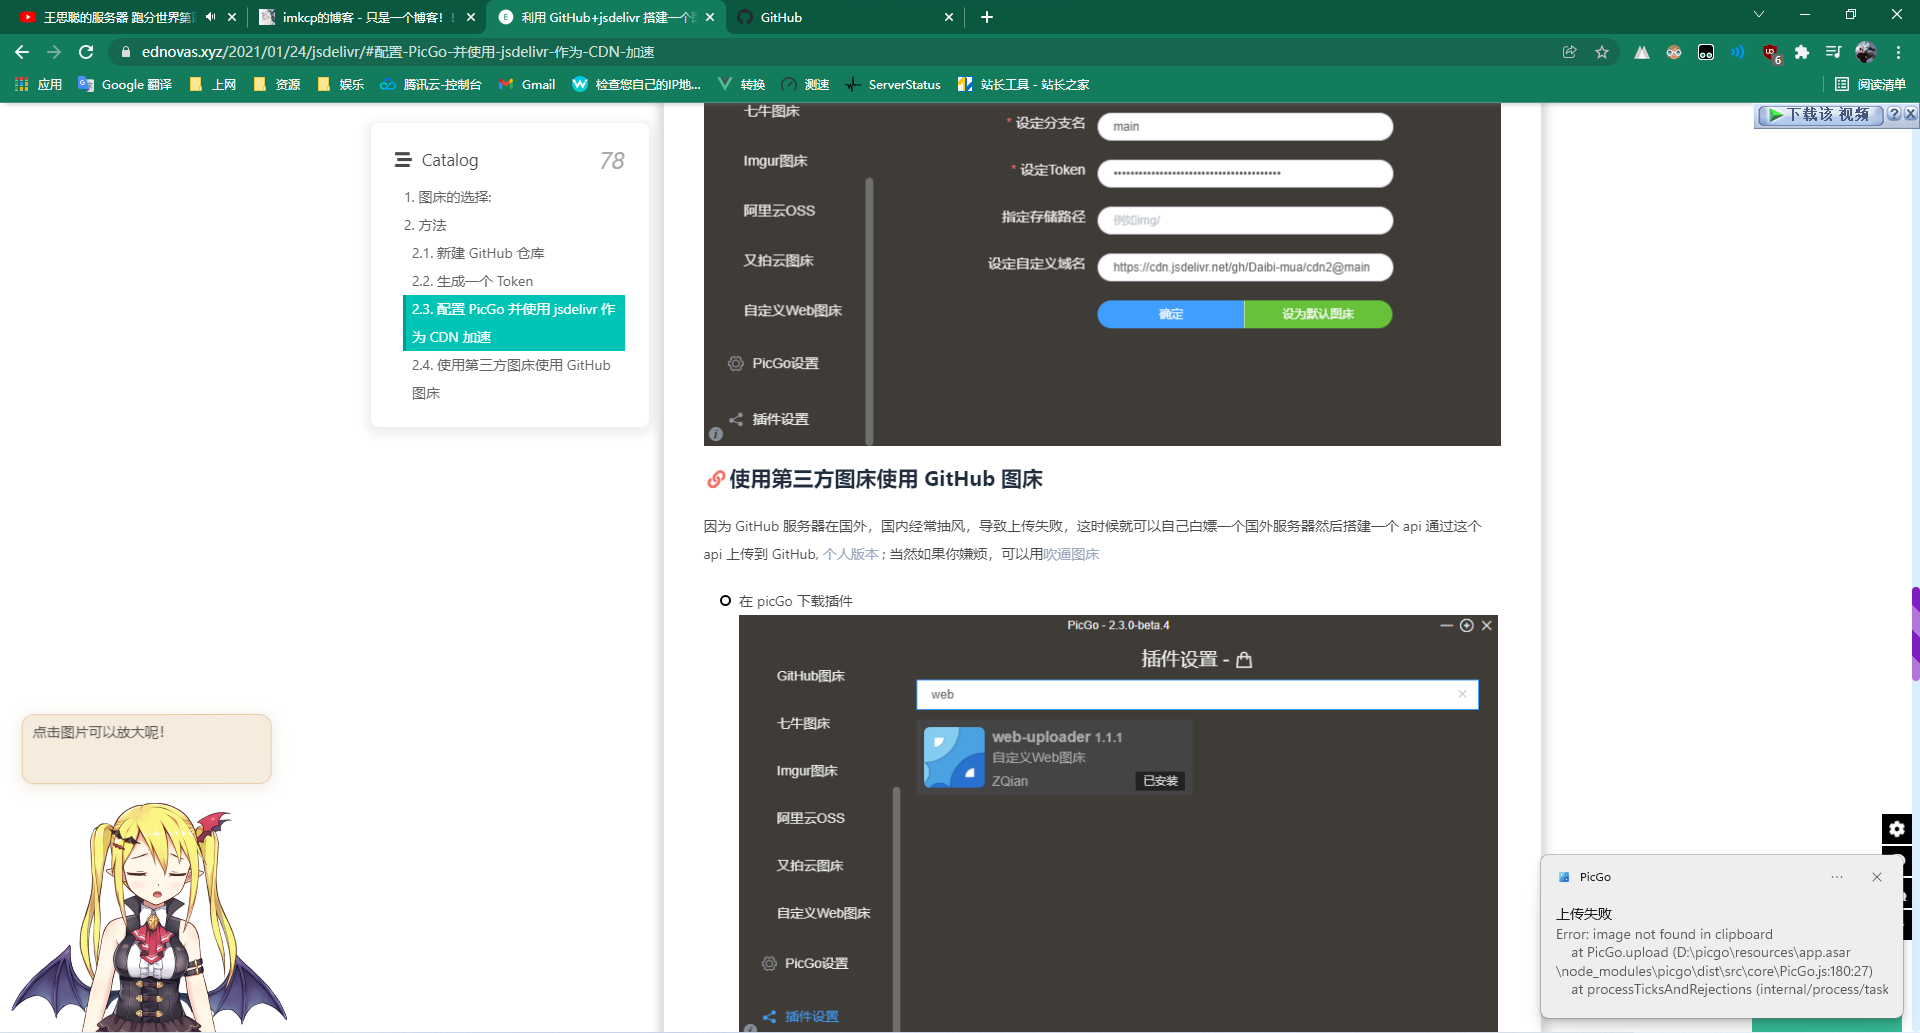 王思聪的服务器 跑分世界第
imkcp的博客 - 只是一个博客！
利用 GitHub+jsdelivr 搭建一个
GitHub
ednovas.xyz/2021/01/24/jsdelivr/#配置-PicGo-并使用-jsdelivr-作为-CDN-加速
6
应用
Google 翻译
上网
资源
娱乐
腾讯云-控制台
Gmail
检查您自己的IP地...
转换
测速
ServerStatus
站长工具 - 站长之家
阅读清单
下载该 视频
Catalog
78
1. 图床的选择:
2. 方法
2.1. 新建 GitHub 仓库
2.2. 生成一个 Token
2.3. 配置 PicGo 并使用 jsdelivr 作
为 CDN 加速
2.4. 使用第三方图床使用 GitHub
图床
七牛图床
Imgur图床
阿里云OSS
又拍云图床
自定义Web图床
PicGo设置
插件设置
* 设定分支名
main
* 设定Token
指定存储路径
例如img/
设定自定义域名
https://cdn.jsdelivr.net/gh/Daibi-mua/cdn2@main
确定
设为默认图床
使用第三方图床使用 GitHub 图床
因为 GitHub 服务器在国外，国内经常抽风，导致上传失败，这时候就可以自己白嫖一个国外服务器然后搭建一个 api 通过这个
api 上传到 GitHub, 个人版本 ; 当然如果你嫌烦，可以用吹逼图床
在 picGo 下载插件
PicGo - 2.3.0-beta.4
插件设置 -
web
GitHub图床
七牛图床
Imgur图床
阿里云OSS
又拍云图床
自定义Web图床
PicGo设置
插件设置
web-uploader 1.1.1
自定义Web图床
ZQian
已安装
点击图片可以放大呢！
PicGo
上传失败
Error: image not found in clipboard
at PicGo.upload (D:\picgo\resources\app.asar
\node_modules\picgo\dist\src\core\PicGo.js:180:27)
at processTicksAndRejections (internal/process/task